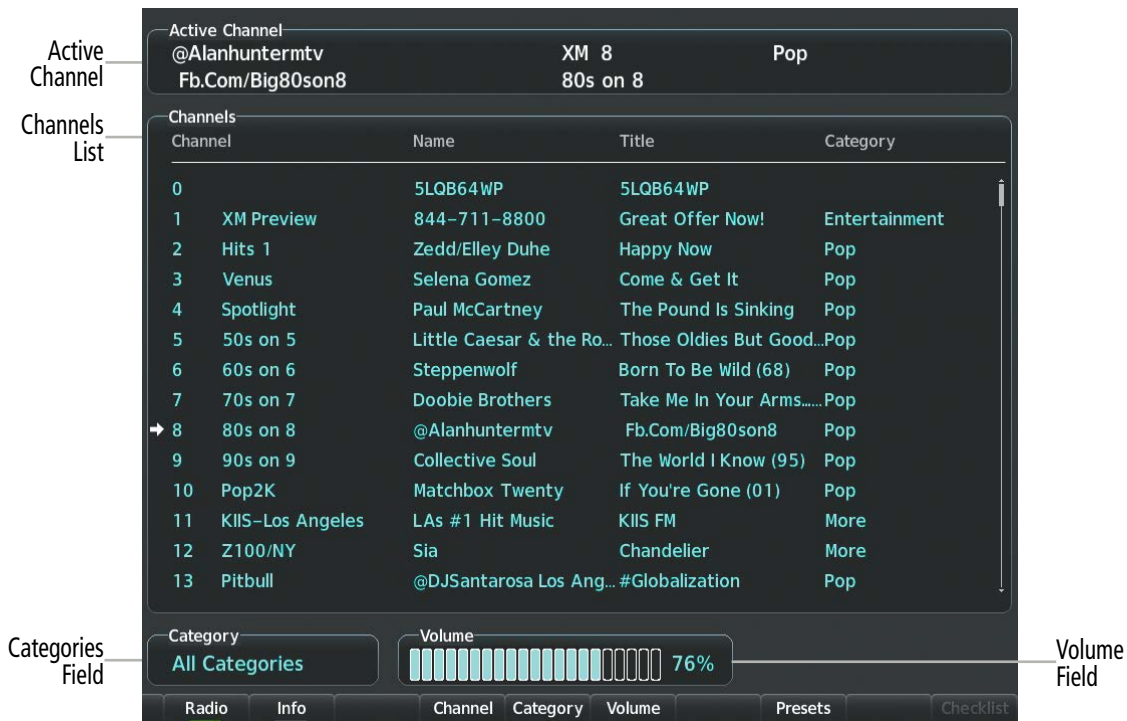 Active Channel
Active Channel
@Alanhuntermtv XM 8 Pop
Fb.Com/Big80son8 80s on 8
Channels List
Channels
Channel Name Title Category
0 5LQB64WP 5LQB64WP
1 XM Preview 844-711-8800 Great Offer Now! Entertainment
2 Hits 1 Zedd/Elley Duhe Happy Now Pop
3 Venus Selena Gomez Come & Get It Pop
4 Spotlight Paul McCartney The Pound Is Sinking Pop
5 50s on 5 Little Caesar & the Ro... Those Oldies But Good...Pop
6 60s on 6 Steppenwolf Born To Be Wild (68) Pop
7 70s on 7 Doobie Brothers Take Me In Your Arms......Pop
8 80s on 8 @Alanhuntermtv Fb.Com/Big80son8 Pop
9 90s on 9 Collective Soul The World I Know (95) Pop
10 Pop2K Matchbox Twenty If You're Gone (01) Pop
11 KIIS-Los Angeles LAs #1 Hit Music KIIS FM More
12 Z100/NY Sia Chandelier More
13 Pitbull @DJSantarosa Los Ang... #Globalization Pop
Categories Field
Category
All Categories
Volume
76%
Volume Field
Radio Info Channel Category Volume Presets Checklist